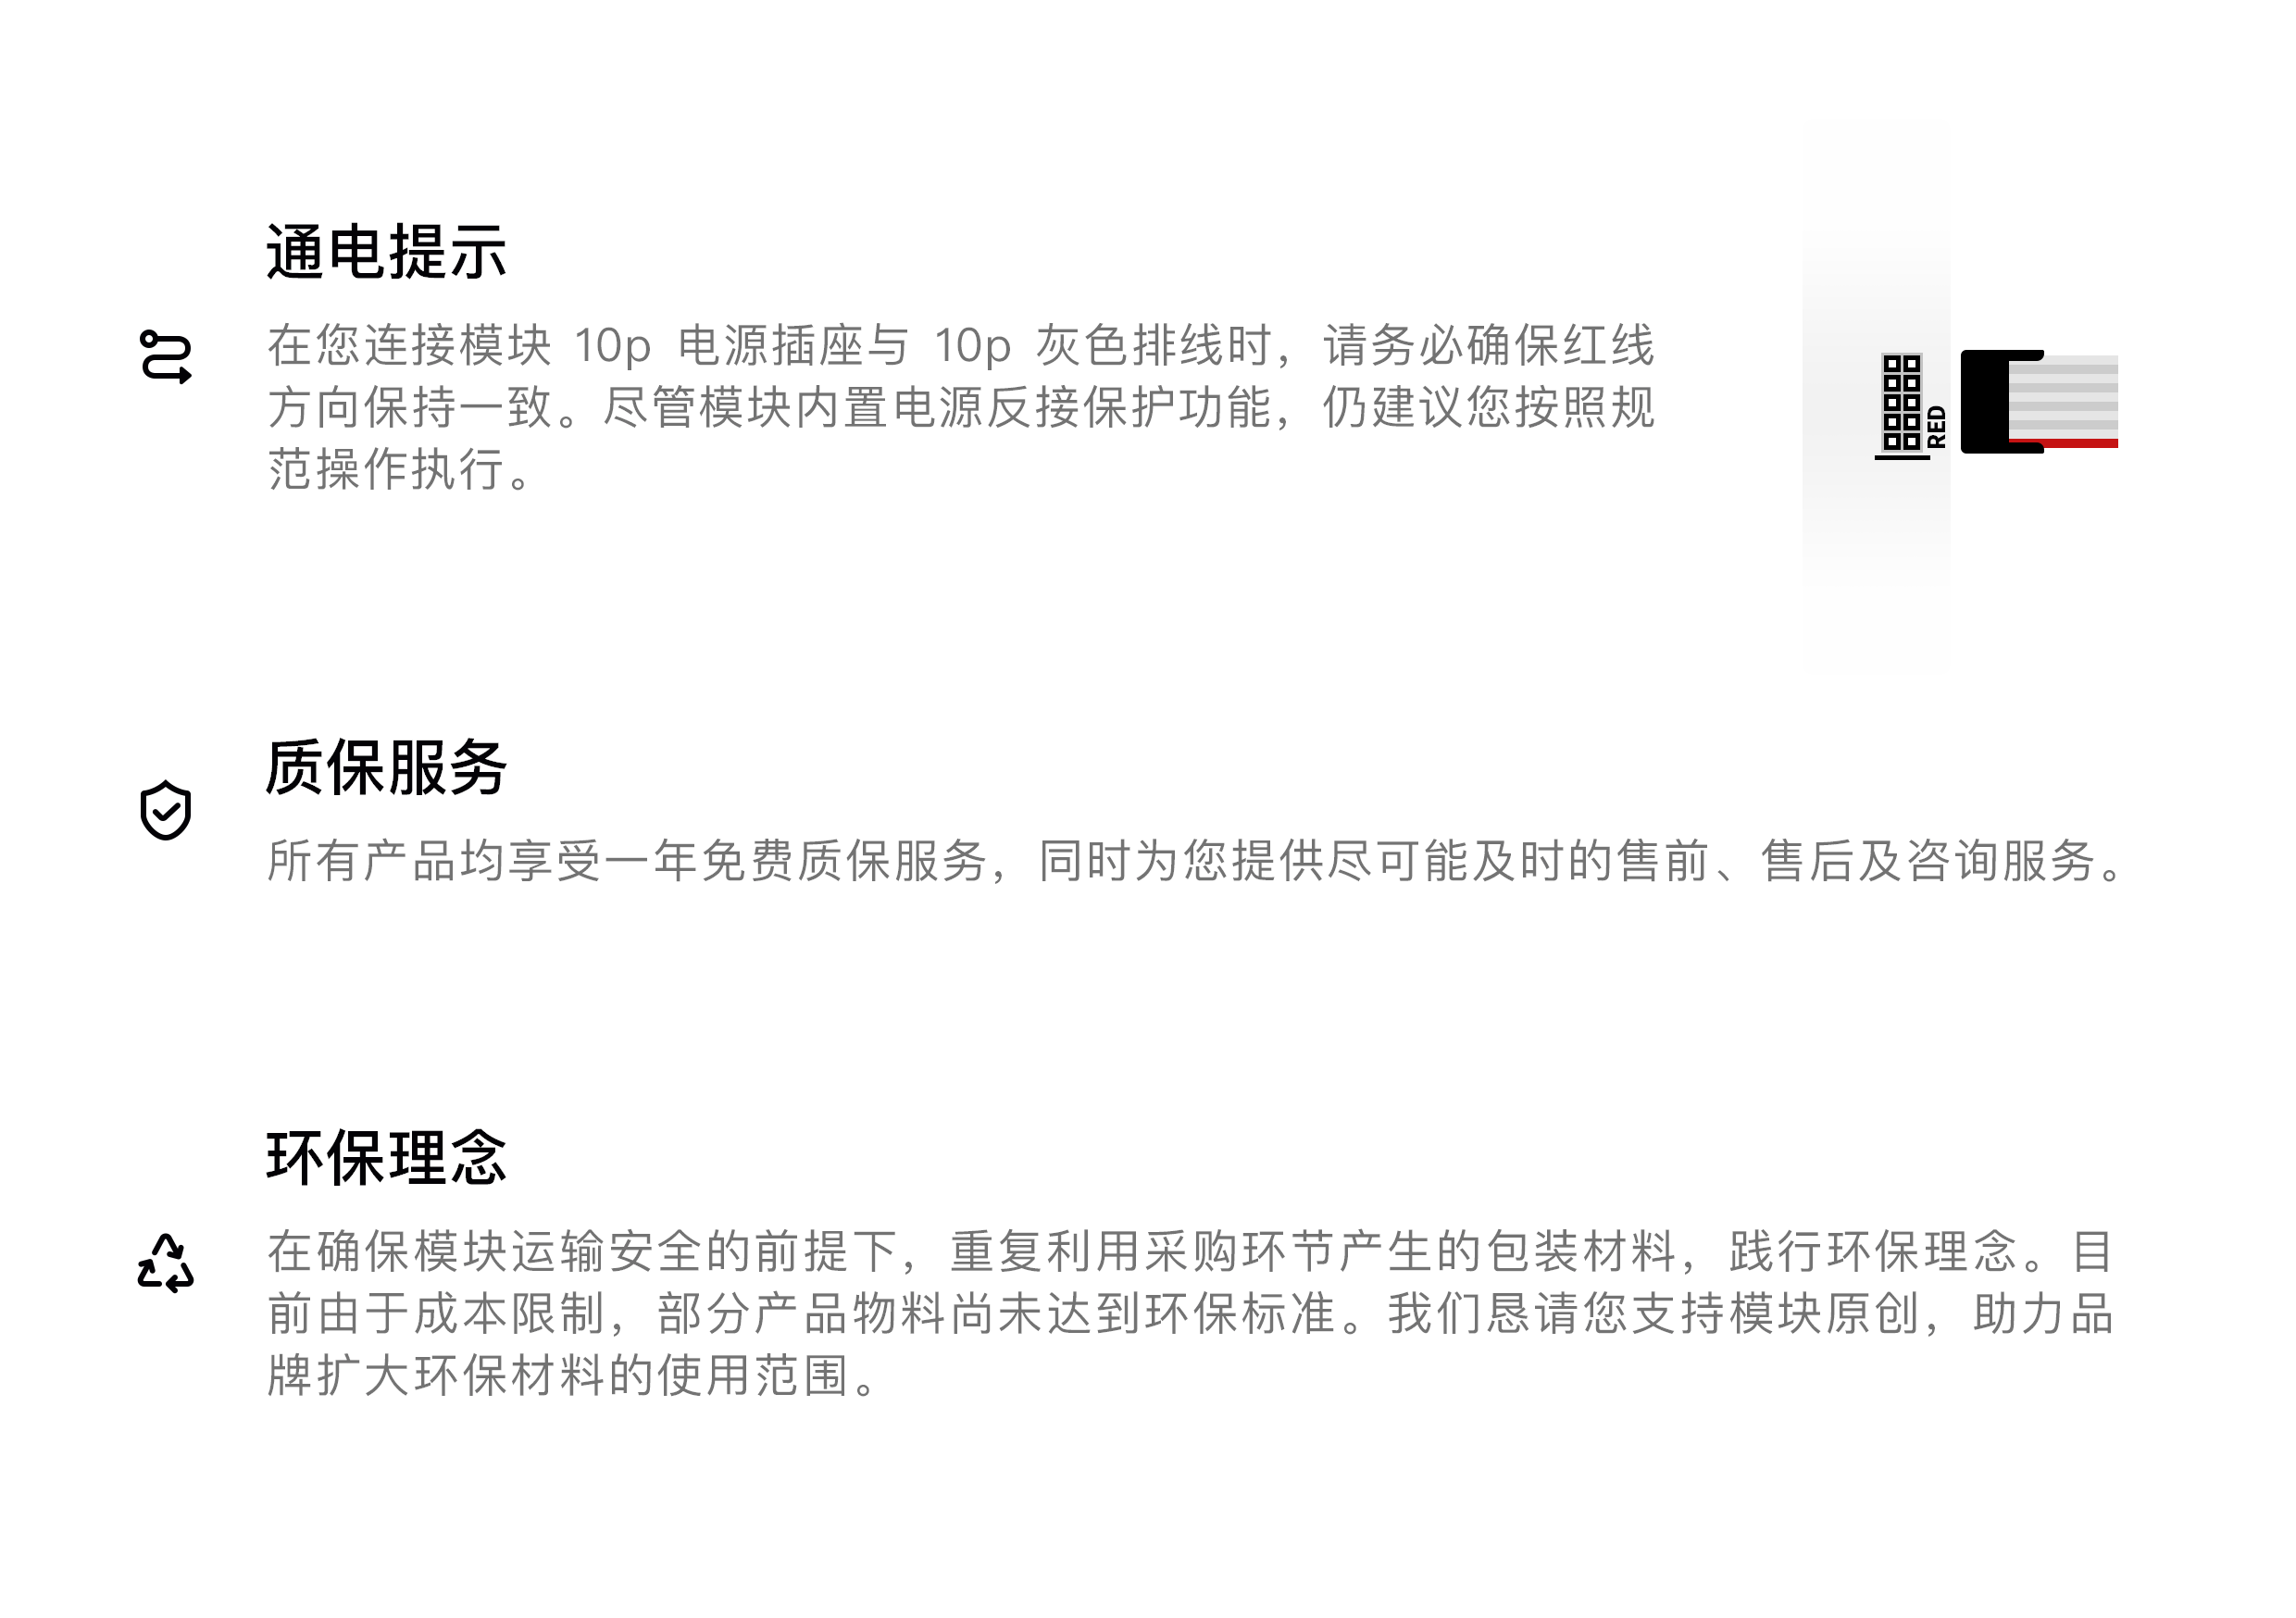 通电提示
在您连接模块 10p 电源插座与 10p 灰色排线时，请务必确保红线
方向保持一致。尽管模块内置电源反接保护功能，仍建议您按照规
范操作执行。
RED
质保服务
所有产品均享受一年免费质保服务，同时为您提供尽可能及时的售前、售后及咨询服务。
环保理念
在确保模块运输安全的前提下，重复利用采购环节产生的包装材料，践行环保理念。目
前由于成本限制，部分产品物料尚未达到环保标准。我们恳请您支持模块原创，助力品
牌扩大环保材料的使用范围。